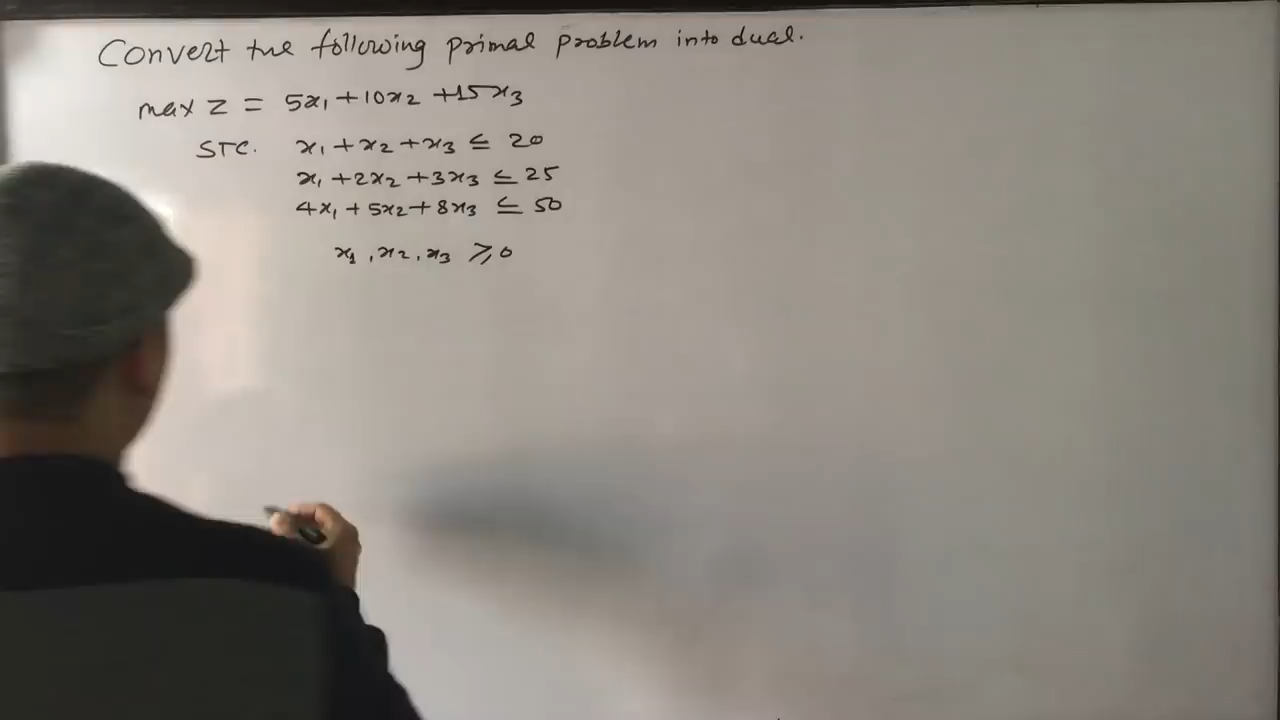 Convert the following primal problem into dual.
max z = 5x₁ + 10x₂ + 15x₃
STC. x₁ + x₂ + x₃ ≤ 20
x₁ + 2x₂ + 3x₃ ≤ 25
4x₁ + 5x₂ + 8x₃ ≤ 50
x₁, x₂, x₃ ≥ 0